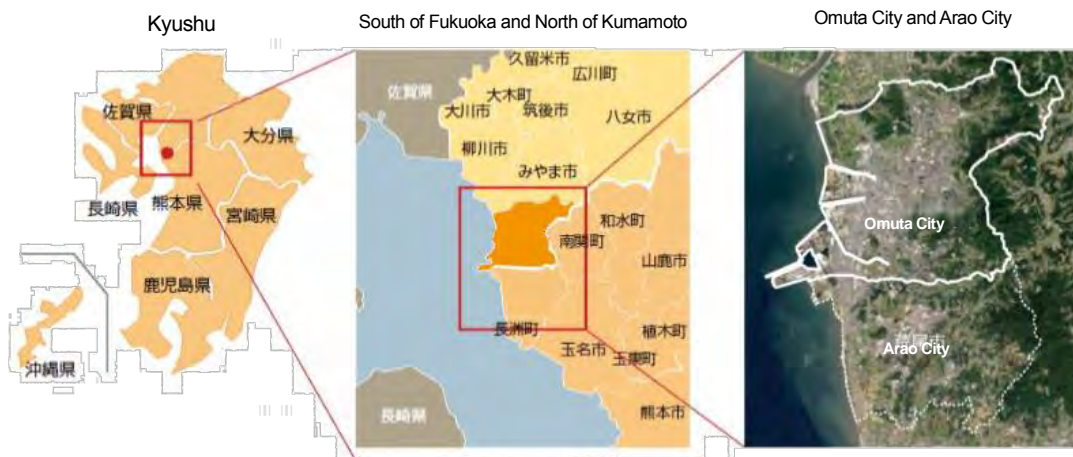 Kyushu
佐賀県
大分県
長崎県
熊本県
宮崎県
鹿児島県
沖縄県
South of Fukuoka and North of Kumamoto
久留米市
広川町
佐賀県
大木町
大川市
筑後市
八女市
柳川市
みやま市
和水町
南関町
山鹿市
長洲町
植木町
玉名市
玉東町
長崎県
熊本市
Omuta City and Arao City
Omuta City
Arao City